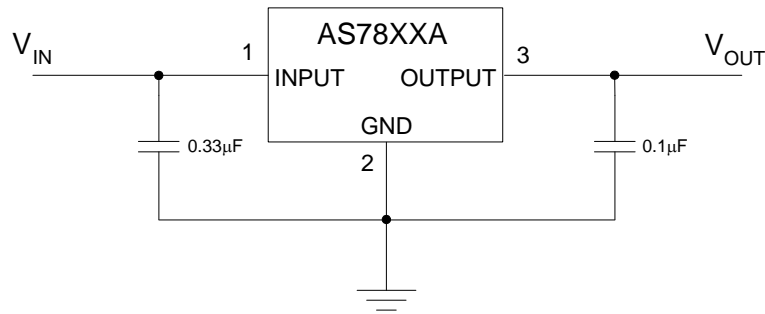 AS78XXA
V_IN
1
3
V_OUT
INPUT
OUTPUT
GND
0.33μF
2
0.1μF